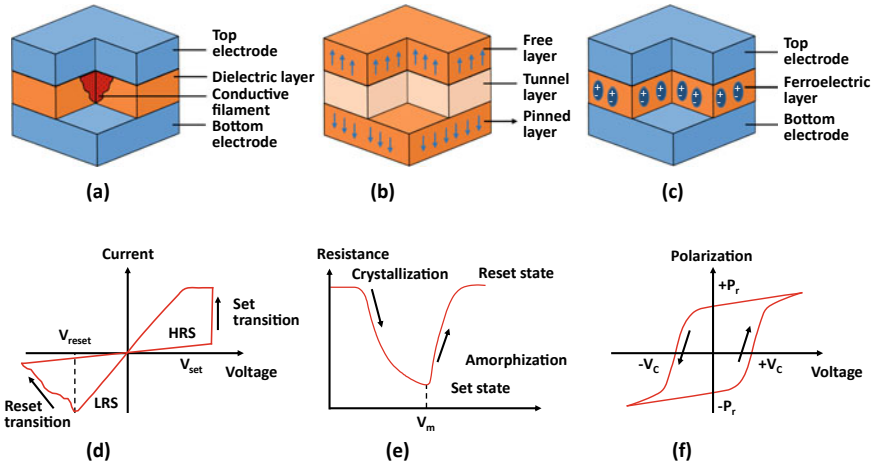 Top
electrode
Dielectric layer
Conductive
filament
Bottom
electrode
(a)
Free
layer
Tunnel
layer
Pinned
layer
(b)
Top
electrode
Ferroelectric
layer
Bottom
electrode
(c)
Current
Set
transition
V_reset
HRS
V_set
Voltage
LRS
Reset
transition
(d)
Resistance
Crystallization
Reset state
Amorphization
Set state
V_m
(e)
Polarization
+P_r
-V_C
+V_C
Voltage
-P_r
(f)